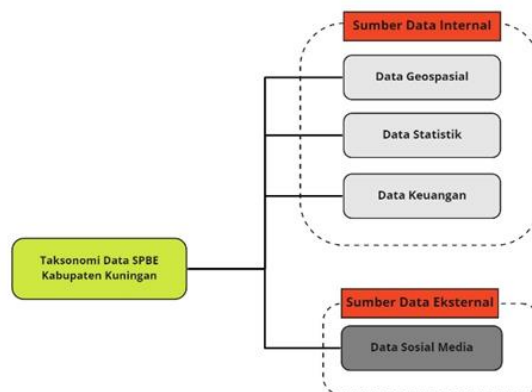 Sumber Data Internal
Data Geospasial
Data Statistik
Data Keuangan
Taksonomi Data SPBE
Kabupaten Kuningan
Sumber Data Eksternal
Data Sosial Media